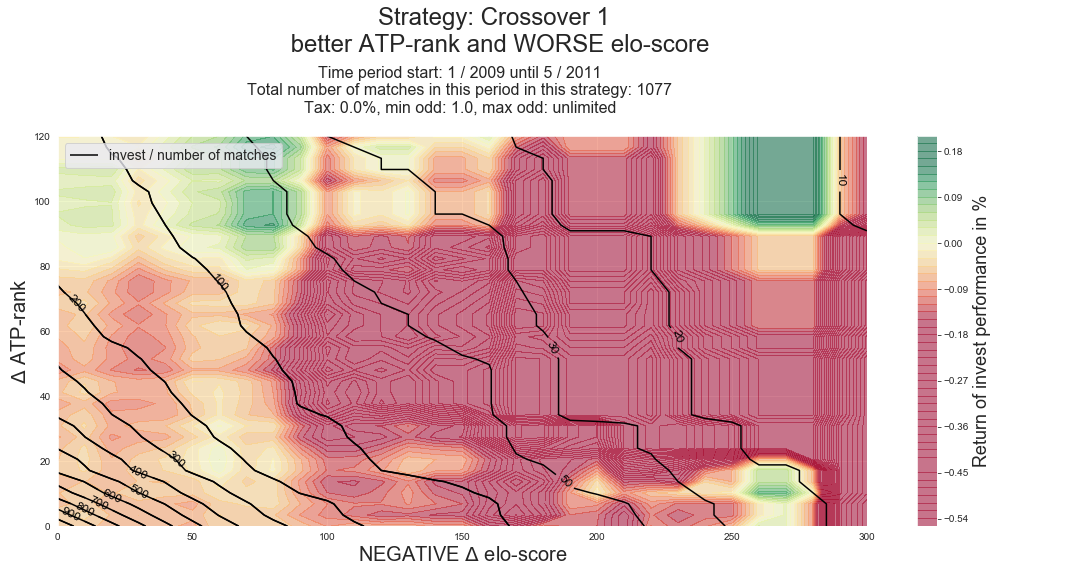 Strategy: Crossover 1
better ATP-rank and WORSE elo-score
Time period start: 1 / 2009 until 5 / 2011
Total number of matches in this period in this strategy: 1077
Tax: 0.0%, min odd: 1.0, max odd: unlimited
invest / number of matches
120
100
80
60
40
20
0
Δ ATP-rank
0 50 100 150 200 250 300
NEGATIVE Δ elo-score
200
100
300
400
500
600
700
800
900
50
30
20
10
0.18
0.09
0.00
−0.09
−0.18
−0.27
−0.36
−0.45
−0.54
Return of invest performance in %